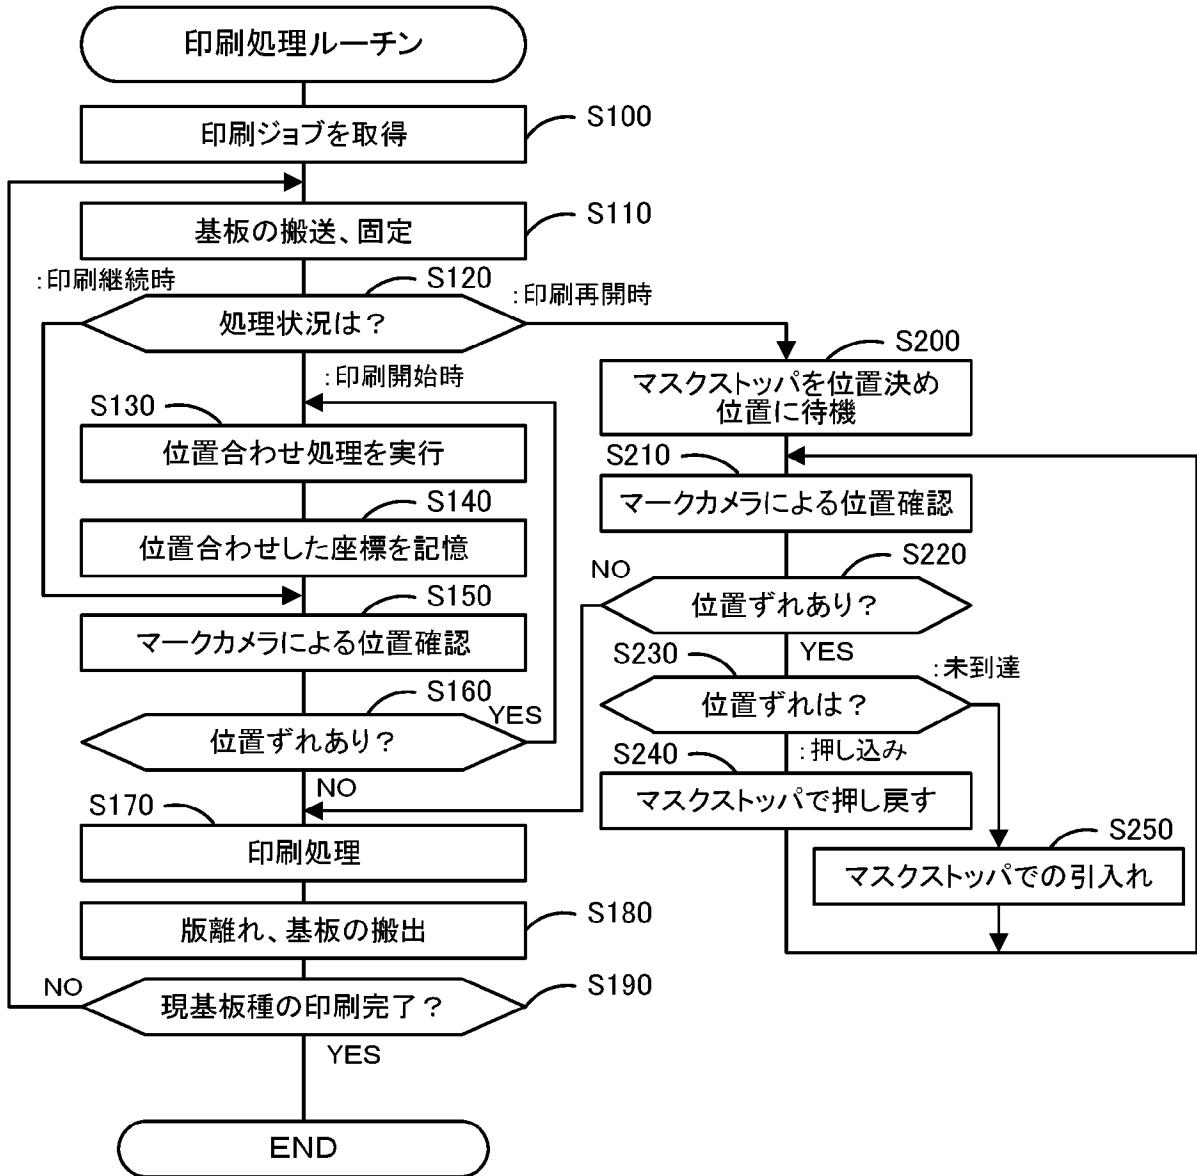 印刷処理ルーチン
印刷ジョブを取得
S100
基板の搬送、固定
S110
:印刷継続時
S120
:印刷再開時
処理状況は？
:印刷開始時
S130
位置合わせ処理を実行
S140
位置合わせした座標を記憶
S150
マークカメラによる位置確認
S160
YES
位置ずれあり？
NO
S170
印刷処理
版離れ、基板の搬出
S180
NO
現基板種の印刷完了？
S190
YES
END
S200
マスクストッパを位置決め
位置に待機
S210
マークカメラによる位置確認
NO
S220
位置ずれあり？
YES
S230
:未到達
位置ずれは？
:押し込み
S240
マスクストッパで押し戻す
S250
マスクストッパでの引入れ